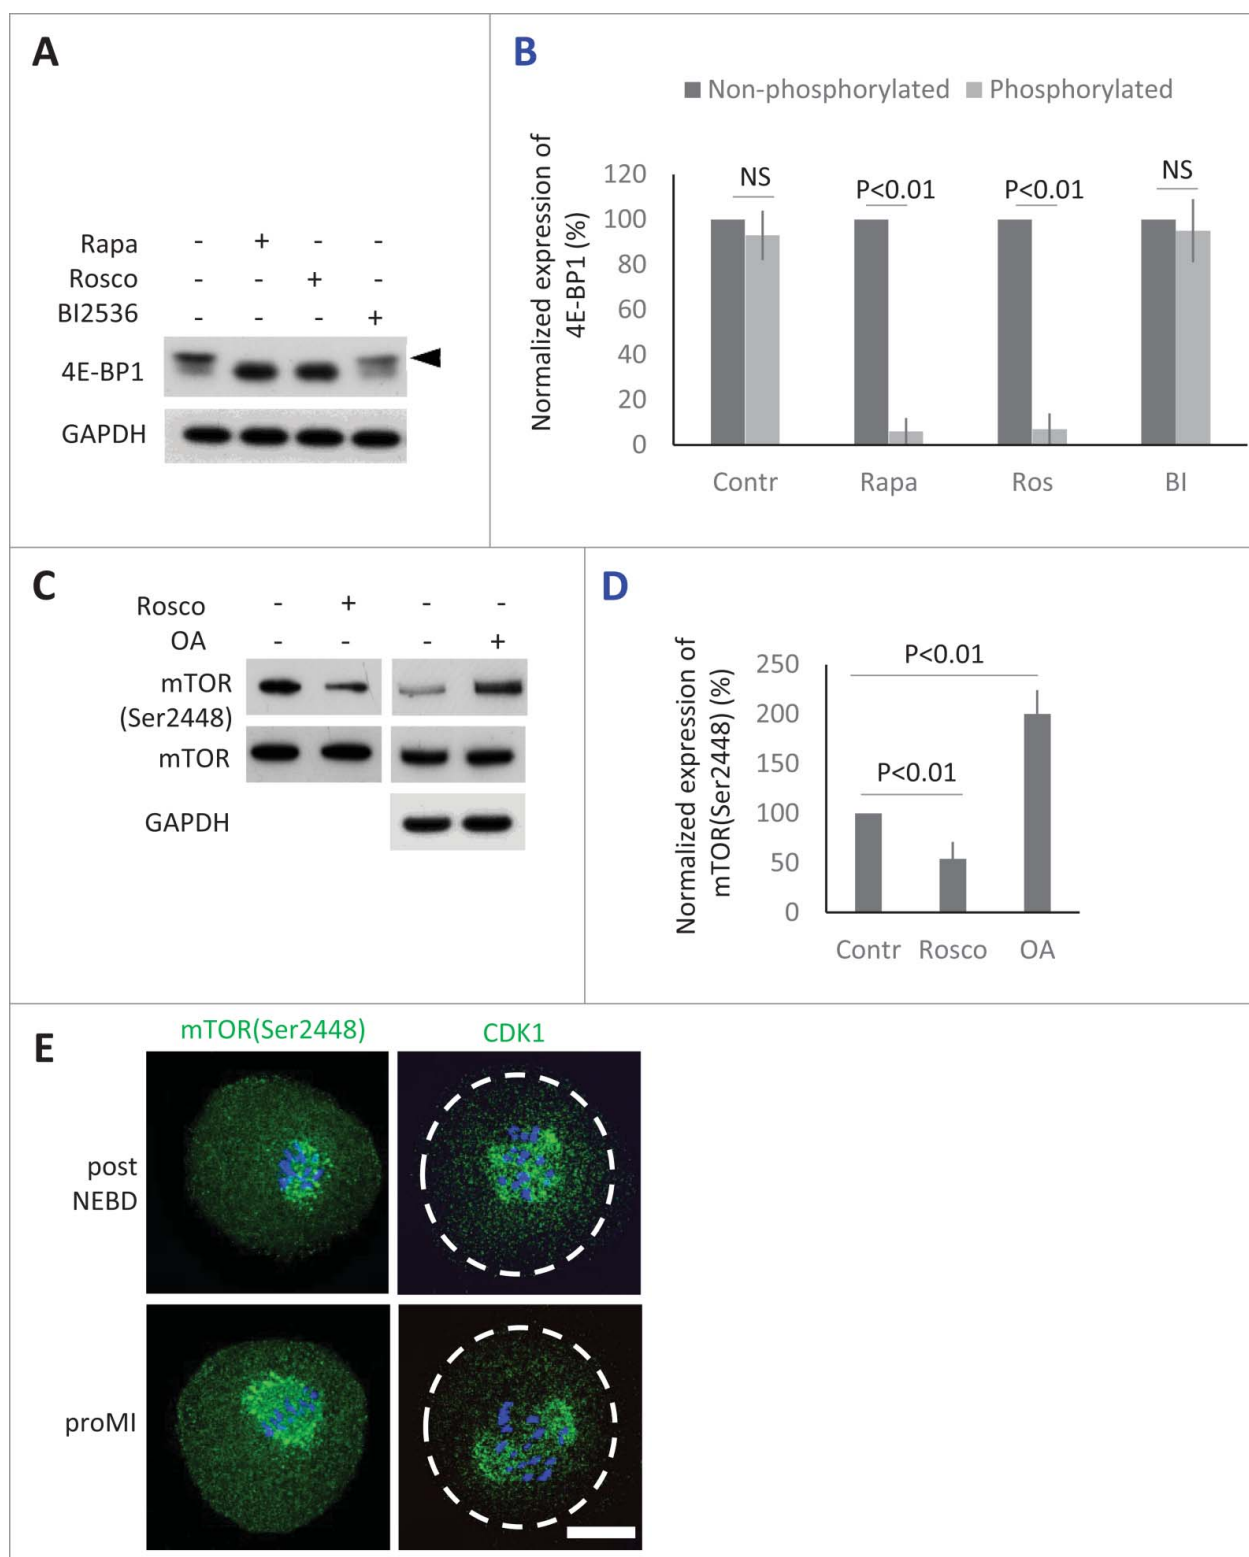 A
Rapa - + - -
Rosco - - + -
BI2536 - - - +
4E-BP1
GAPDH
B
Non-phosphorylated Phosphorylated
Normalized expression of
4E-BP1 (%)
120
100
80
60
40
20
0
NS
P<0.01
P<0.01
NS
Contr Rapa Ros BI
C
Rosco - + - -
OA - - - +
mTOR
(Ser2448)
mTOR
GAPDH
D
Normalized expression of
mTOR(Ser2448) (%)
250
200
150
100
50
0
P<0.01
P<0.01
Contr Rosco OA
E
mTOR(Ser2448) CDK1
post
NEBD
proMI